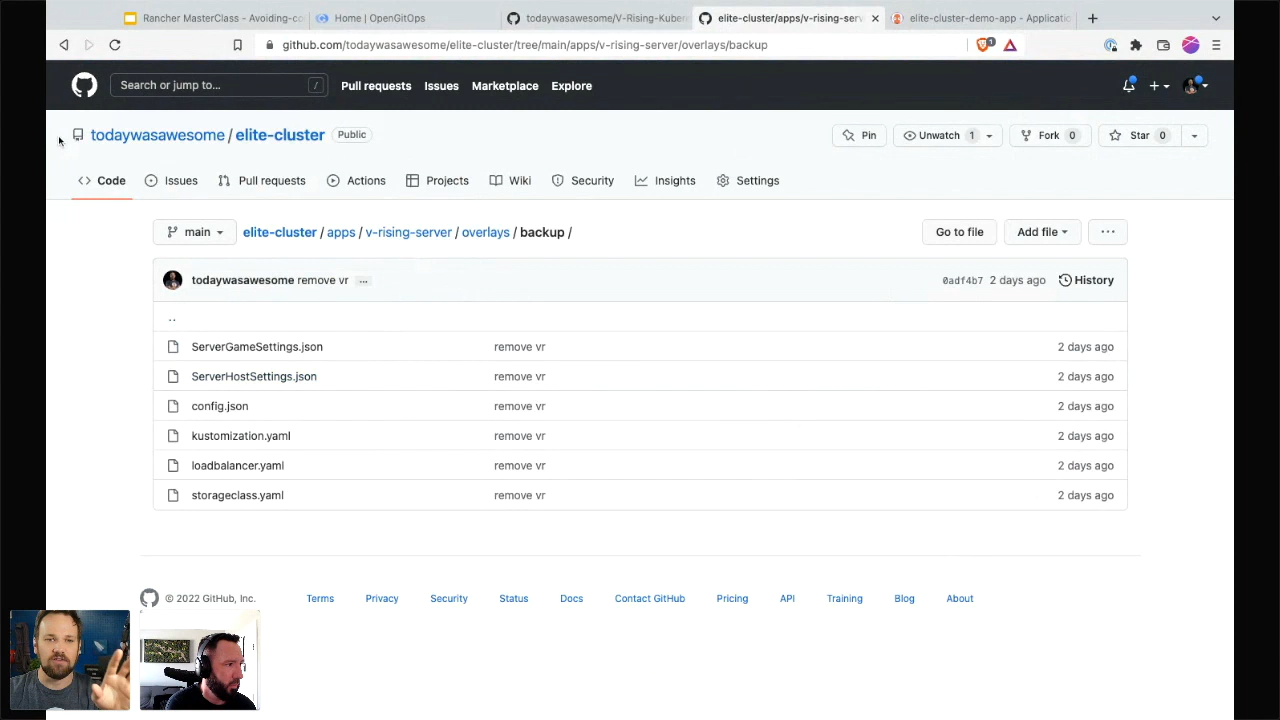 Rancher MasterClass - Avoiding-co
Home | OpenGitOps
todaywasawesome/V-Rising-Kuber
elite-cluster/apps/v-rising-serv
elite-cluster-demo-app - Applicatio
github.com/todaywasawesome/elite-cluster/tree/main/apps/v-rising-server/overlays/backup
1
Search or jump to... /
Pull requests Issues Marketplace Explore
todaywasawesome / elite-cluster Public
Pin Unwatch 1 Fork 0 Star 0
Code Issues Pull requests Actions Projects Wiki Security Insights Settings
main elite-cluster / apps / v-rising-server / overlays / backup / Go to file Add file ...
todaywasawesome remove vr ... 0adf4b7 2 days ago History
..
ServerGameSettings.json remove vr 2 days ago
ServerHostSettings.json remove vr 2 days ago
config.json remove vr 2 days ago
kustomization.yaml remove vr 2 days ago
loadbalancer.yaml remove vr 2 days ago
storageclass.yaml remove vr 2 days ago
© 2022 GitHub, Inc. Terms Privacy Security Status Docs Contact GitHub Pricing API Training Blog About